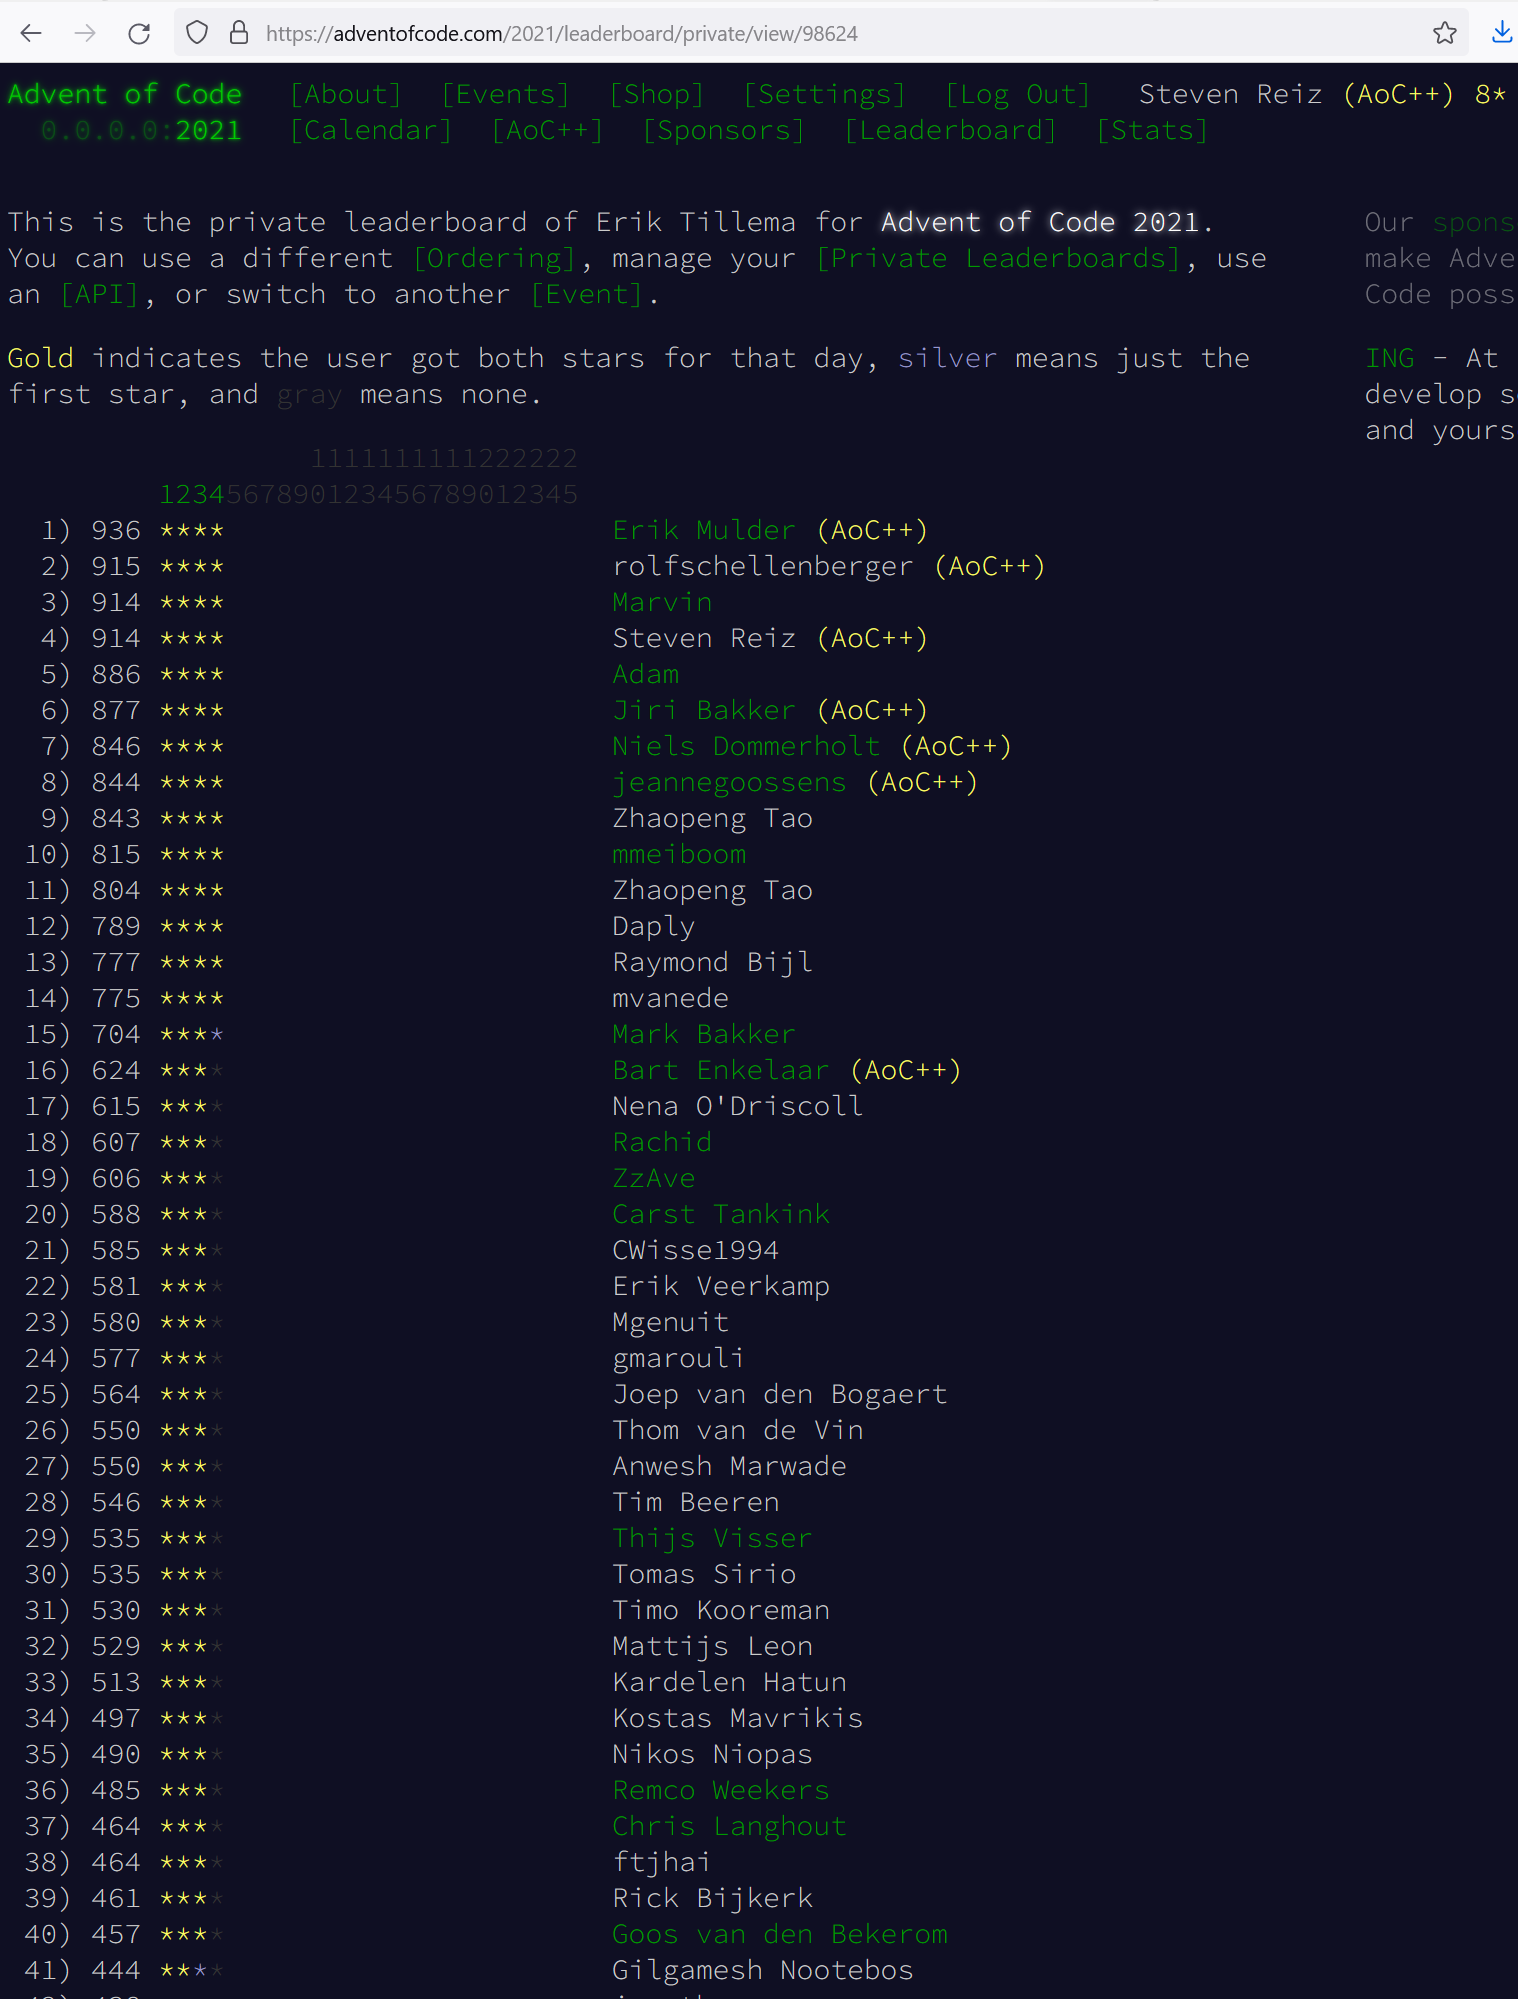 https://adventofcode.com/2021/leaderboard/private/view/98624
Advent of Code [About] [Events] [Shop] [Settings] [Log Out] Steven Reiz (AoC++) 8*
0.0.0.0:2021 [Calendar] [AoC++] [Sponsors] [Leaderboard] [Stats]
This is the private leaderboard of Erik Tillema for Advent of Code 2021.
You can use a different [Ordering], manage your [Private Leaderboards], use
an [API], or switch to another [Event].
Gold indicates the user got both stars for that day, silver means just the
first star, and gray means none.
Our spons
make Adve
Code poss
ING - At
develop s
and yours
1111111111222222
1234567890123456789012345
1) 936 **** Erik Mulder (AoC++)
2) 915 **** rolfschellenberger (AoC++)
3) 914 **** Marvin
4) 914 **** Steven Reiz (AoC++)
5) 886 **** Adam
6) 877 **** Jiri Bakker (AoC++)
7) 846 **** Niels Dommerholt (AoC++)
8) 844 **** jeannegoossens (AoC++)
9) 843 **** Zhaopeng Tao
10) 815 **** mmeiboom
11) 804 **** Zhaopeng Tao
12) 789 **** Daply
13) 777 **** Raymond Bijl
14) 775 **** mvanede
15) 704 **** Mark Bakker
16) 624 **** Bart Enkelaar (AoC++)
17) 615 **** Nena O'Driscoll
18) 607 **** Rachid
19) 606 **** ZzAve
20) 588 **** Carst Tankink
21) 585 **** CWisse1994
22) 581 **** Erik Veerkamp
23) 580 **** Mgenuit
24) 577 **** gmarouli
25) 564 **** Joep van den Bogaert
26) 550 **** Thom van de Vin
27) 550 **** Anwesh Marwade
28) 546 **** Tim Beeren
29) 535 **** Thijs Visser
30) 535 **** Tomas Sirio
31) 530 **** Timo Kooreman
32) 529 **** Mattijs Leon
33) 513 **** Kardelen Hatun
34) 497 **** Kostas Mavrikis
35) 490 **** Nikos Niopas
36) 485 **** Remco Weekers
37) 464 **** Chris Langhout
38) 464 **** ftjhai
39) 461 **** Rick Bijkerk
40) 457 **** Goos van den Bekerom
41) 444 **** Gilgamesh Nootebos